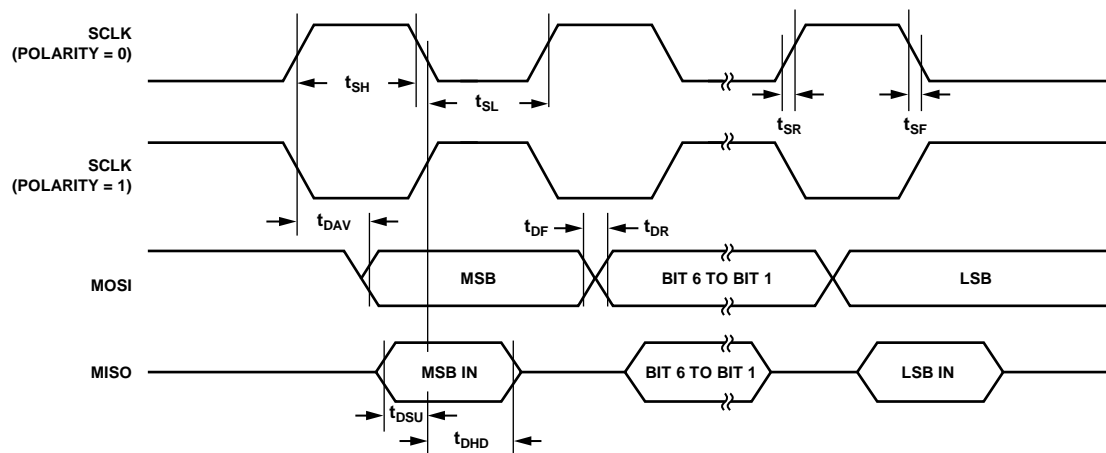 SCLK
(POLARITY = 0)
tSH
tSL
tSR
tSF
SCLK
(POLARITY = 1)
tDAV
tDF
tDR
MOSI
MSB
BIT 6 TO BIT 1
LSB
MISO
MSB IN
BIT 6 TO BIT 1
LSB IN
tDSU
tDHD